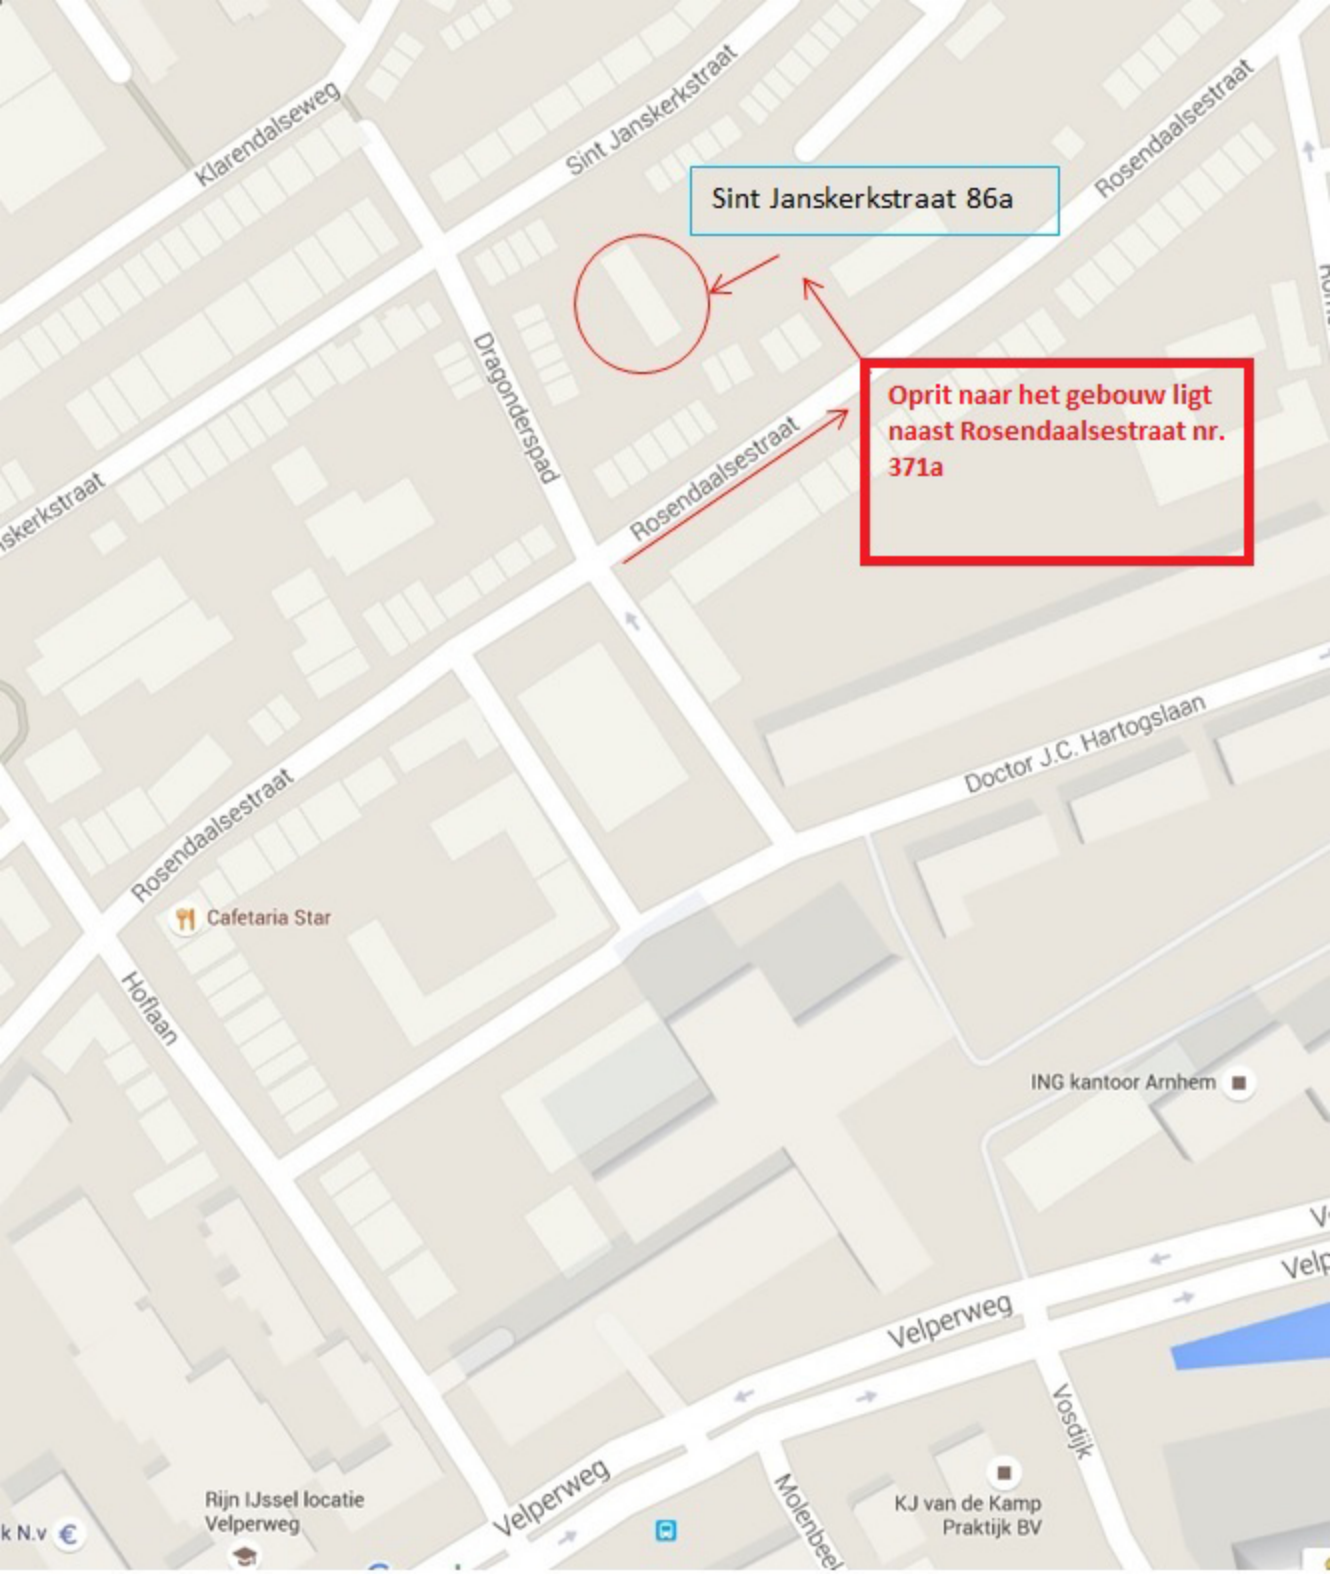 Klarendalseweg
Sint Janskerkstraat
Rosendaalsestraat
Sint Janskerkstraat 86a
Dragonderspad
Oprit naar het gebouw ligt
naast Rosendaalsestraat nr.
371a
Rosendaalsestraat
skerkstraat
Doctor J.C. Hartogslaan
Rosendaalsestraat
Cafetaria Star
Hoflaan
ING kantoor Arnhem
Velp
Velperweg
Vosdijk
Velperweg
Molenbeek
Rijn IJssel locatie
Velperweg
KJ van de Kamp
Praktijk BV
k N.v